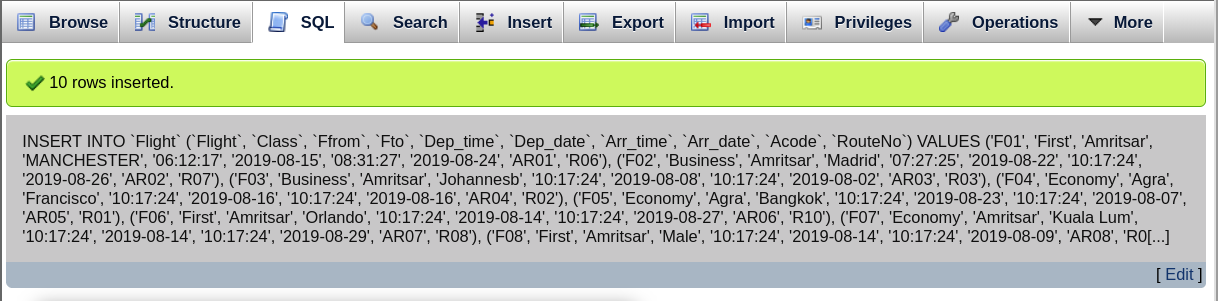 Browse Structure SQL Search Insert Export Import Privileges Operations More
10 rows inserted.
INSERT INTO `Flight` (`Flight`, `Class`, `Ffrom`, `Fto`, `Dep_time`, `Dep_date`, `Arr_time`, `Arr_date`, `Acode`, `RouteNo`) VALUES ('F01', 'First', 'Amritsar',
'MANCHESTER', '06:12:17', '2019-08-15', '08:31:27', '2019-08-24', 'AR01', 'R06'), ('F02', 'Business', 'Amritsar', 'Madrid', '07:27:25', '2019-08-22', '10:17:24',
'2019-08-26', 'AR02', 'R07'), ('F03', 'Business', 'Amritsar', 'Johannesb', '10:17:24', '2019-08-08', '10:17:24', '2019-08-02', 'AR03', 'R03'), ('F04', 'Economy', 'Agra',
'Francisco', '10:17:24', '2019-08-16', '10:17:24', '2019-08-16', 'AR04', 'R02'), ('F05', 'Economy', 'Agra', 'Bangkok', '10:17:24', '2019-08-23', '10:17:24', '2019-08-07',
'AR05', 'R01'), ('F06', 'First', 'Amritsar', 'Orlando', '10:17:24', '2019-08-14', '10:17:24', '2019-08-27', 'AR06', 'R10'), ('F07', 'Economy', 'Amritsar', 'Kuala Lum',
'10:17:24', '2019-08-14', '10:17:24', '2019-08-29', 'AR07', 'R08'), ('F08', 'First', 'Amritsar', 'Male', '10:17:24', '2019-08-14', '10:17:24', '2019-08-09', 'AR08', 'R0[...]
[ Edit ]